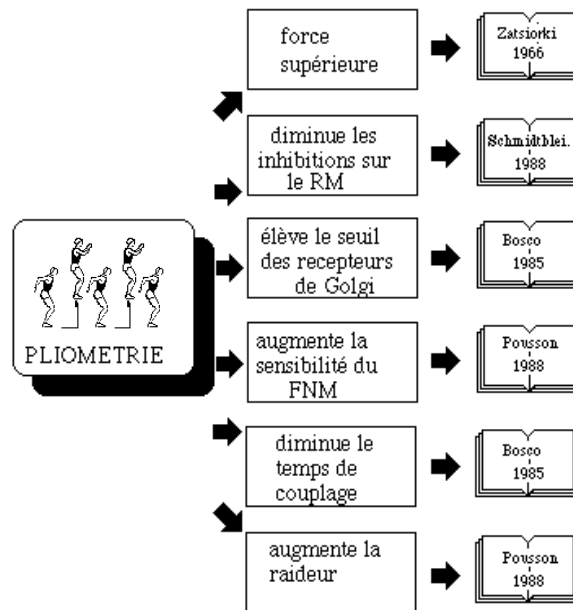 force
supérieure
Zatsiorki
1966
diminue les
inhibitions sur
le RM
Schmidtblei.
1988
élève le seuil
des recepteurs
de Golgi
Bosco
1985
PLIOMETRIE
augmente la
sensibilité du
FNM
Pousson
1988
diminue le
temps de
couplage
Bosco
1985
augmente la
raideur
Pousson
1988